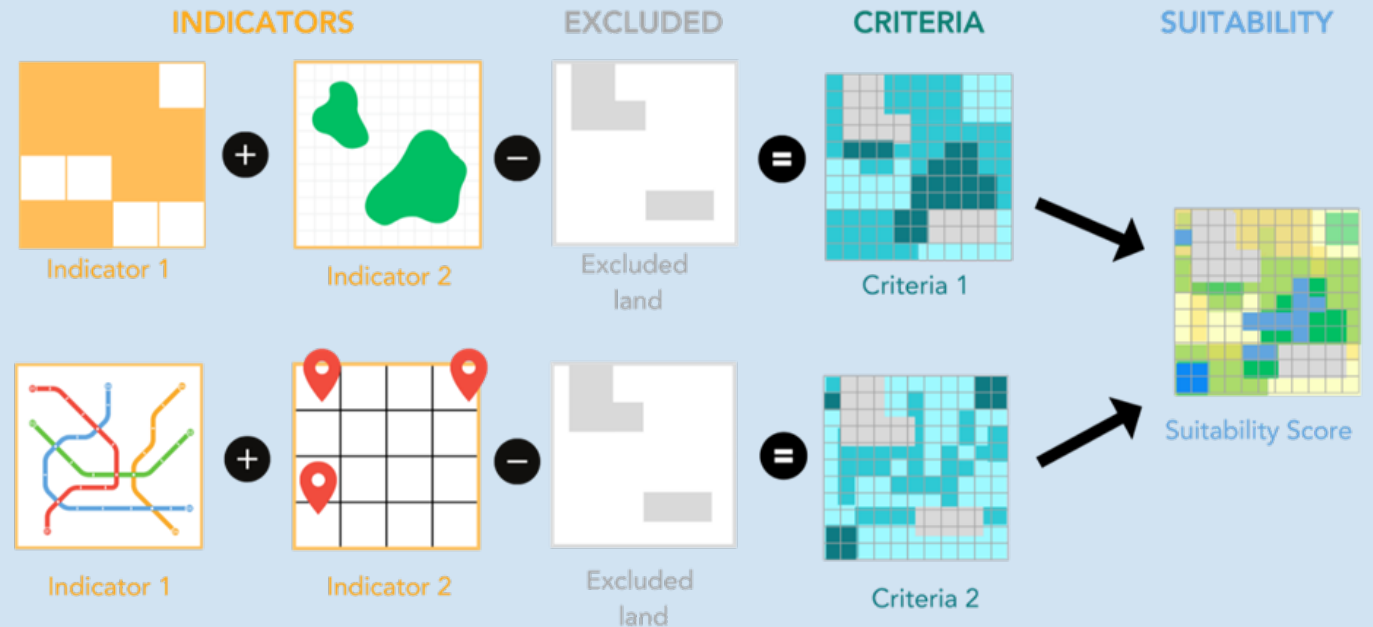 INDICATORS
EXCLUDED
CRITERIA
SUITABILITY
+
−
=
Indicator 1
Indicator 2
Excluded
land
Criteria 1
Suitability Score
+
−
=
Indicator 1
Indicator 2
Excluded
land
Criteria 2